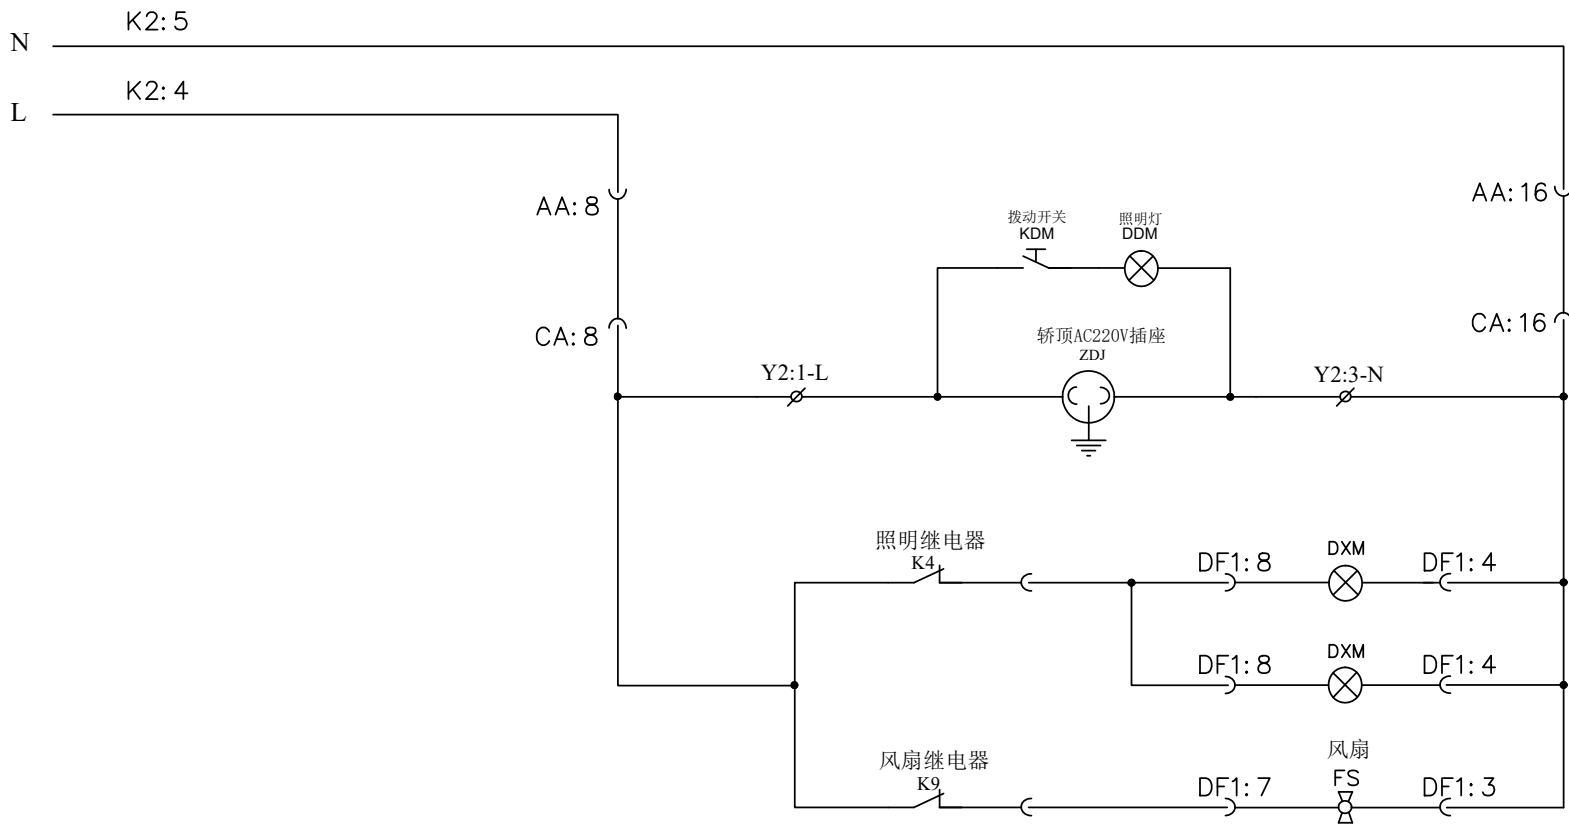 K2:5
N
K2:4
L
AA:8
AA:16
拨动开关
KDM
照明灯
DDM
CA:8
CA:16
轿顶AC220V插座
ZDJ
Y2:1-L
Y2:3-N
照明继电器
K4
DF1:8
DXM
DF1:4
DF1:8
DXM
DF1:4
风扇继电器
K9
DF1:7
风扇
FS
DF1:3